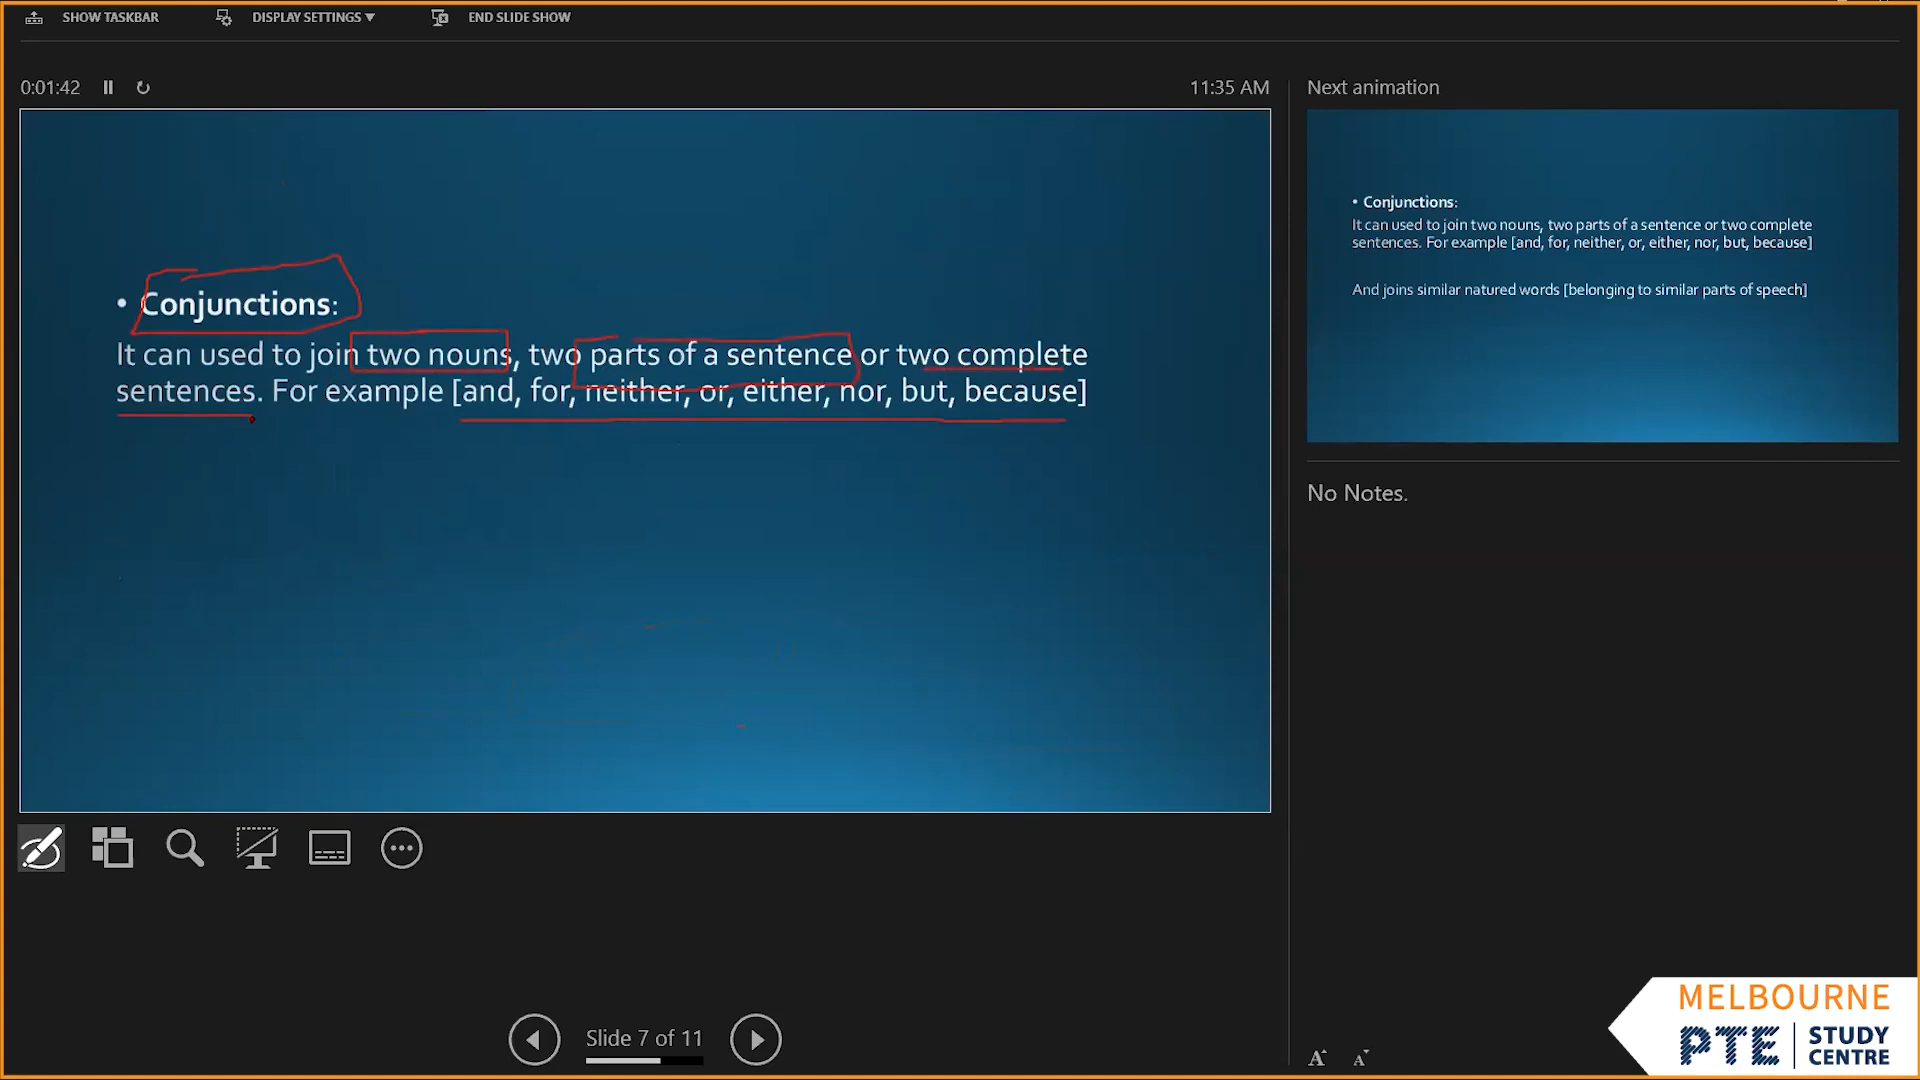 SHOW TASKBAR
DISPLAY SETTINGS ▼
END SLIDE SHOW
0:01:42
11:35 AM
Next animation
• Conjunctions:
It can used to join two nouns, two parts of a sentence or two complete
sentences. For example [and, for, neither, or, either, nor, but, because]
• Conjunctions:
It can used to join two nouns, two parts of a sentence or two complete
sentences. For example [and, for, neither, or, either, nor, but, because]
And joins similar natured words [belonging to similar parts of speech]
No Notes.
Slide 7 of 11
A A
MELBOURNE
PTE STUDY
CENTRE